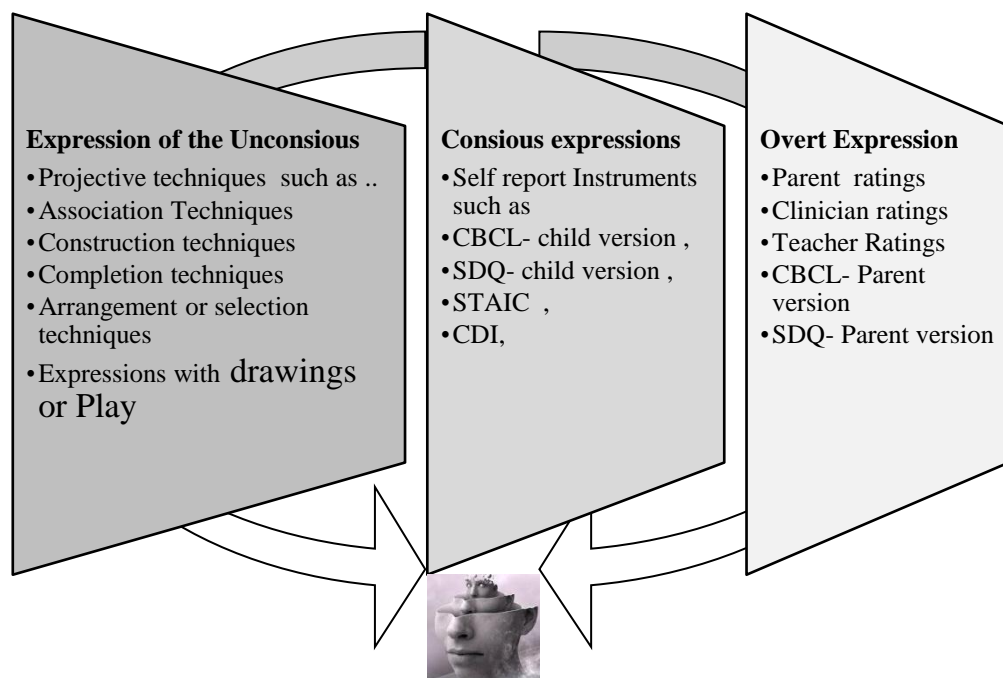 Expression of the Unconsious
•Projective techniques such as ..
•Association Techniques
•Construction techniques
•Completion techniques
•Arrangement or selection
techniques
•Expressions with drawings
or Play
Consious expressions
•Self report Instruments
such as
•CBCL- child version ,
•SDQ- child version ,
•STAIC ,
•CDI,
Overt Expression
•Parent ratings
•Clinician ratings
•Teacher Ratings
•CBCL- Parent
version
•SDQ- Parent version